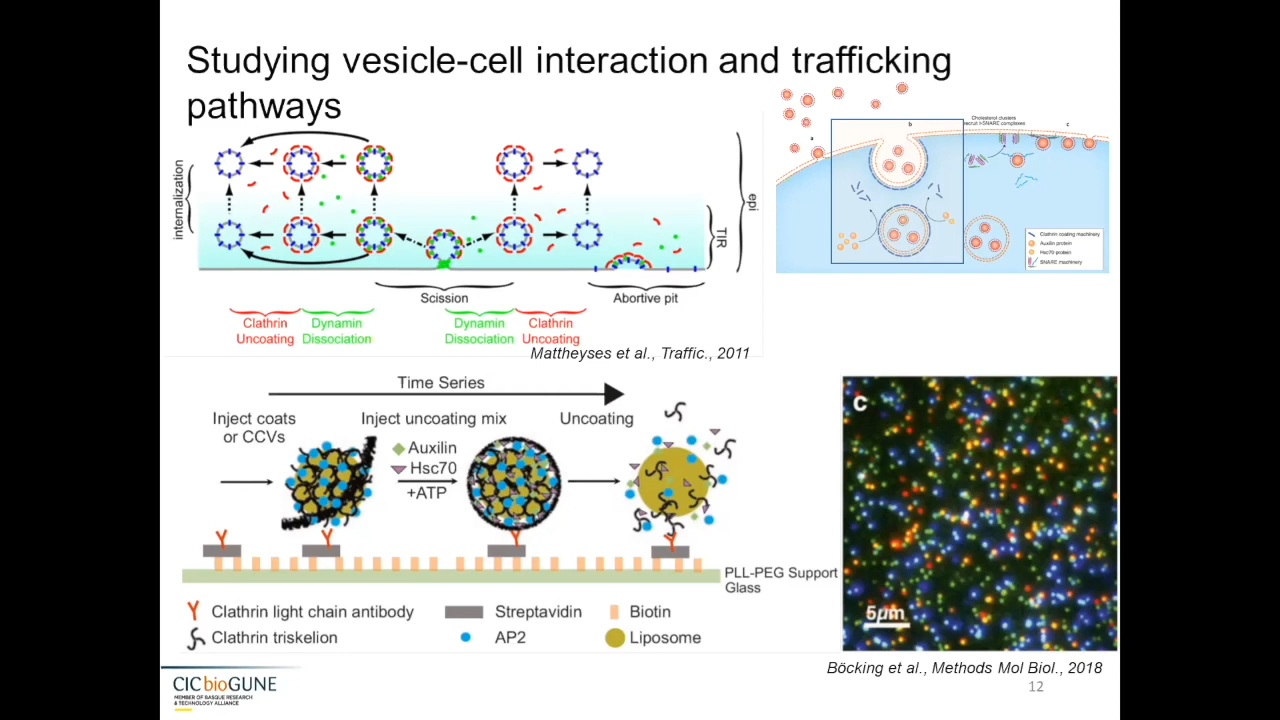 Studying vesicle-cell interaction and trafficking
pathways
internalization
epi
TIR
Scission
Abortive pit
Clathrin
Uncoating
Dynamin
Dissociation
Dynamin
Dissociation
Clathrin
Uncoating
Mattheyses et al., Traffic., 2011
a
b
Cholesterol clusters
recruit t-SNARE complexes
c
Clathrin coating machinery
Auxilin protein
Hsc70 protein
SNARE machinery
Time Series
Inject coats
or CCVs
Inject uncoating mix
Uncoating
Auxilin
Hsc70
+ATP
PLL-PEG Support
Glass
Clathrin light chain antibody
Streptavidin
Biotin
Clathrin triskelion
AP2
Liposome
C
5µm
Böcking et al., Methods Mol Biol., 2018
12
CIC bioGUNE
MEMBER OF BASQUE RESEARCH
& TECHNOLOGY ALLIANCE